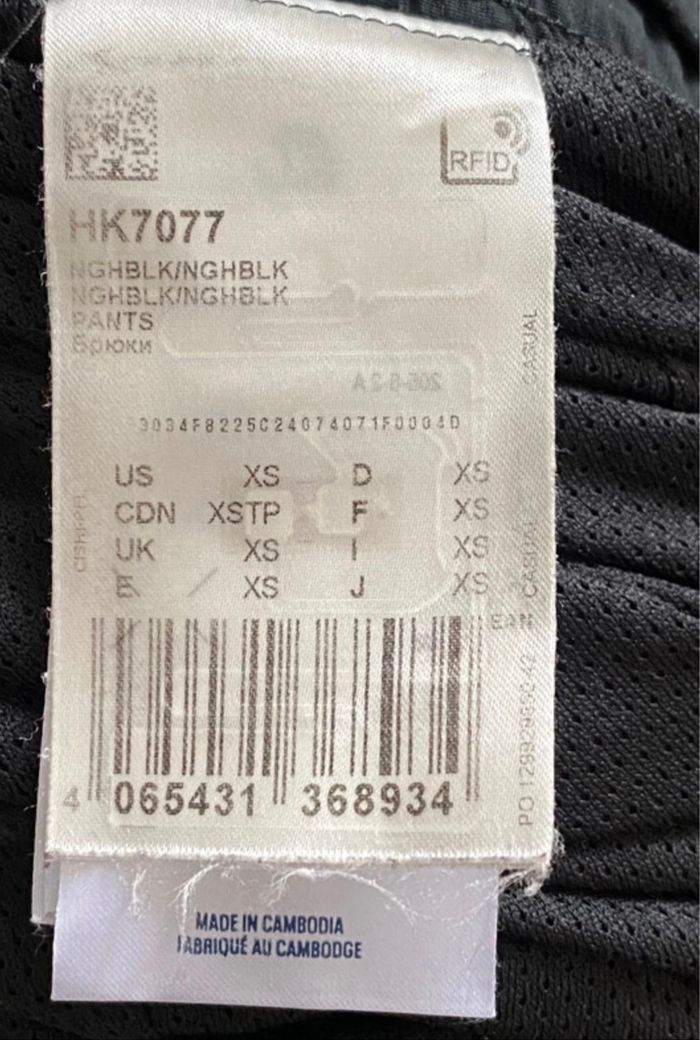 RFID
HK7077
NGHBLK/NGHBLK
NGHBLK/NGHBLK
PANTS
Брюки
CASUAL
3034F8225C24074071F0004D
US XS D XS
CDN XSTP F XS
UK XS I XS
E XS J XS
EAN
CASUAL
4 065431 368934
MADE IN CAMBODIA
FABRIQUÉ AU CAMBODGE